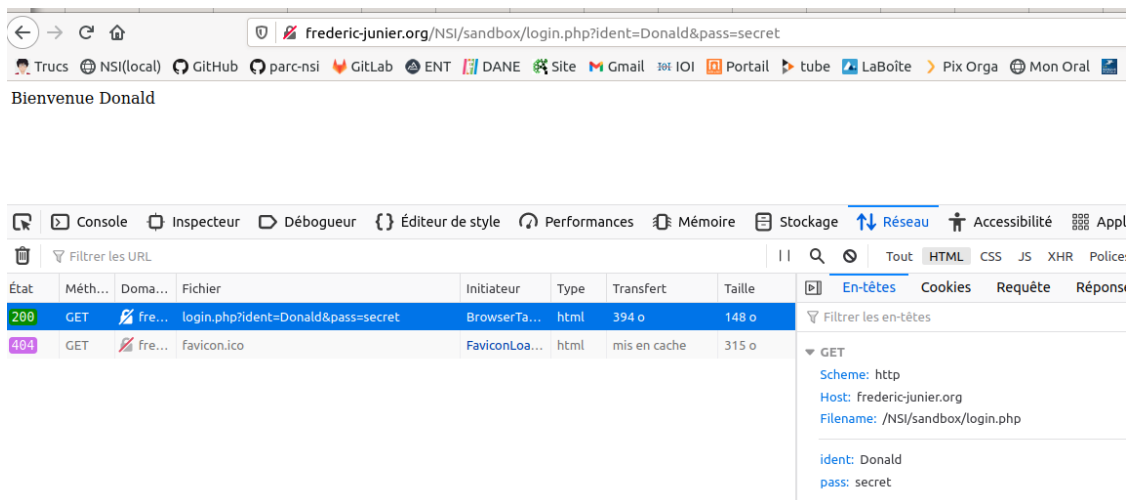 frederic-junier.org/NSI/sandbox/login.php?ident=Donald&pass=secret
Trucs NSI(local) GitHub parc-nsi GitLab ENT DANE Site Gmail IOI Portail tube LaBoîte Pix Orga Mon Oral
Bienvenue Donald
Console Inspecteur Débogueur Éditeur de style Performances Mémoire Stockage Réseau Accessibilité Appl
Filtrer les URL Tout HTML CSS JS XHR Polices
État Méth... Doma... Fichier Initiateur Type Transfert Taille En-têtes Cookies Requête Réponse
200 GET fre... login.php?ident=Donald&pass=secret BrowserTa... html 394 o 148 o Filtrer les en-têtes
404 GET fre... favicon.ico FaviconLoa... html mis en cache 315 o
GET
Scheme: http
Host: frederic-junier.org
Filename: /NSI/sandbox/login.php
ident: Donald
pass: secret